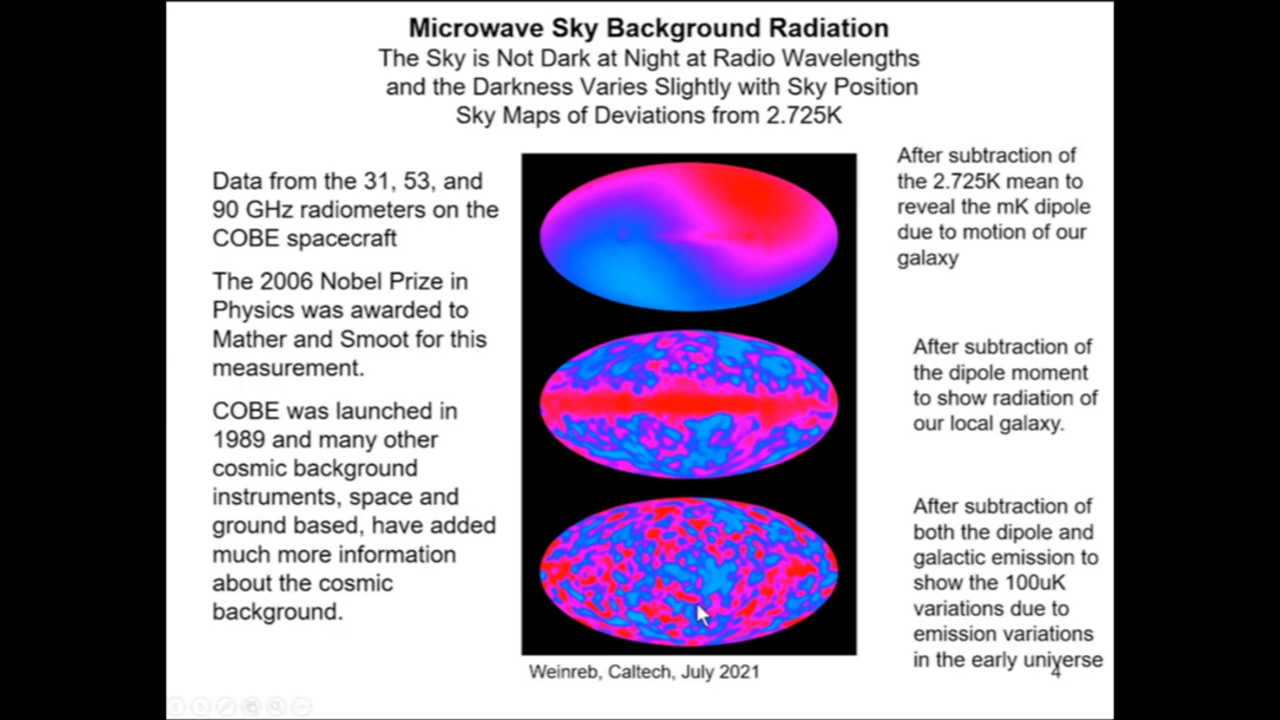 Microwave Sky Background Radiation
The Sky is Not Dark at Night at Radio Wavelengths
and the Darkness Varies Slightly with Sky Position
Sky Maps of Deviations from 2.725K
Data from the 31, 53, and
90 GHz radiometers on the
COBE spacecraft
The 2006 Nobel Prize in
Physics was awarded to
Mather and Smoot for this
measurement.
COBE was launched in
1989 and many other
cosmic background
instruments, space and
ground based, have added
much more information
about the cosmic
background.
After subtraction of
the 2.725K mean to
reveal the mK dipole
due to motion of our
galaxy
After subtraction of
the dipole moment
to show radiation of
our local galaxy.
After subtraction of
both the dipole and
galactic emission to
show the 100uK
variations due to
emission variations
in the early universe
Weinreb, Caltech, July 2021
4